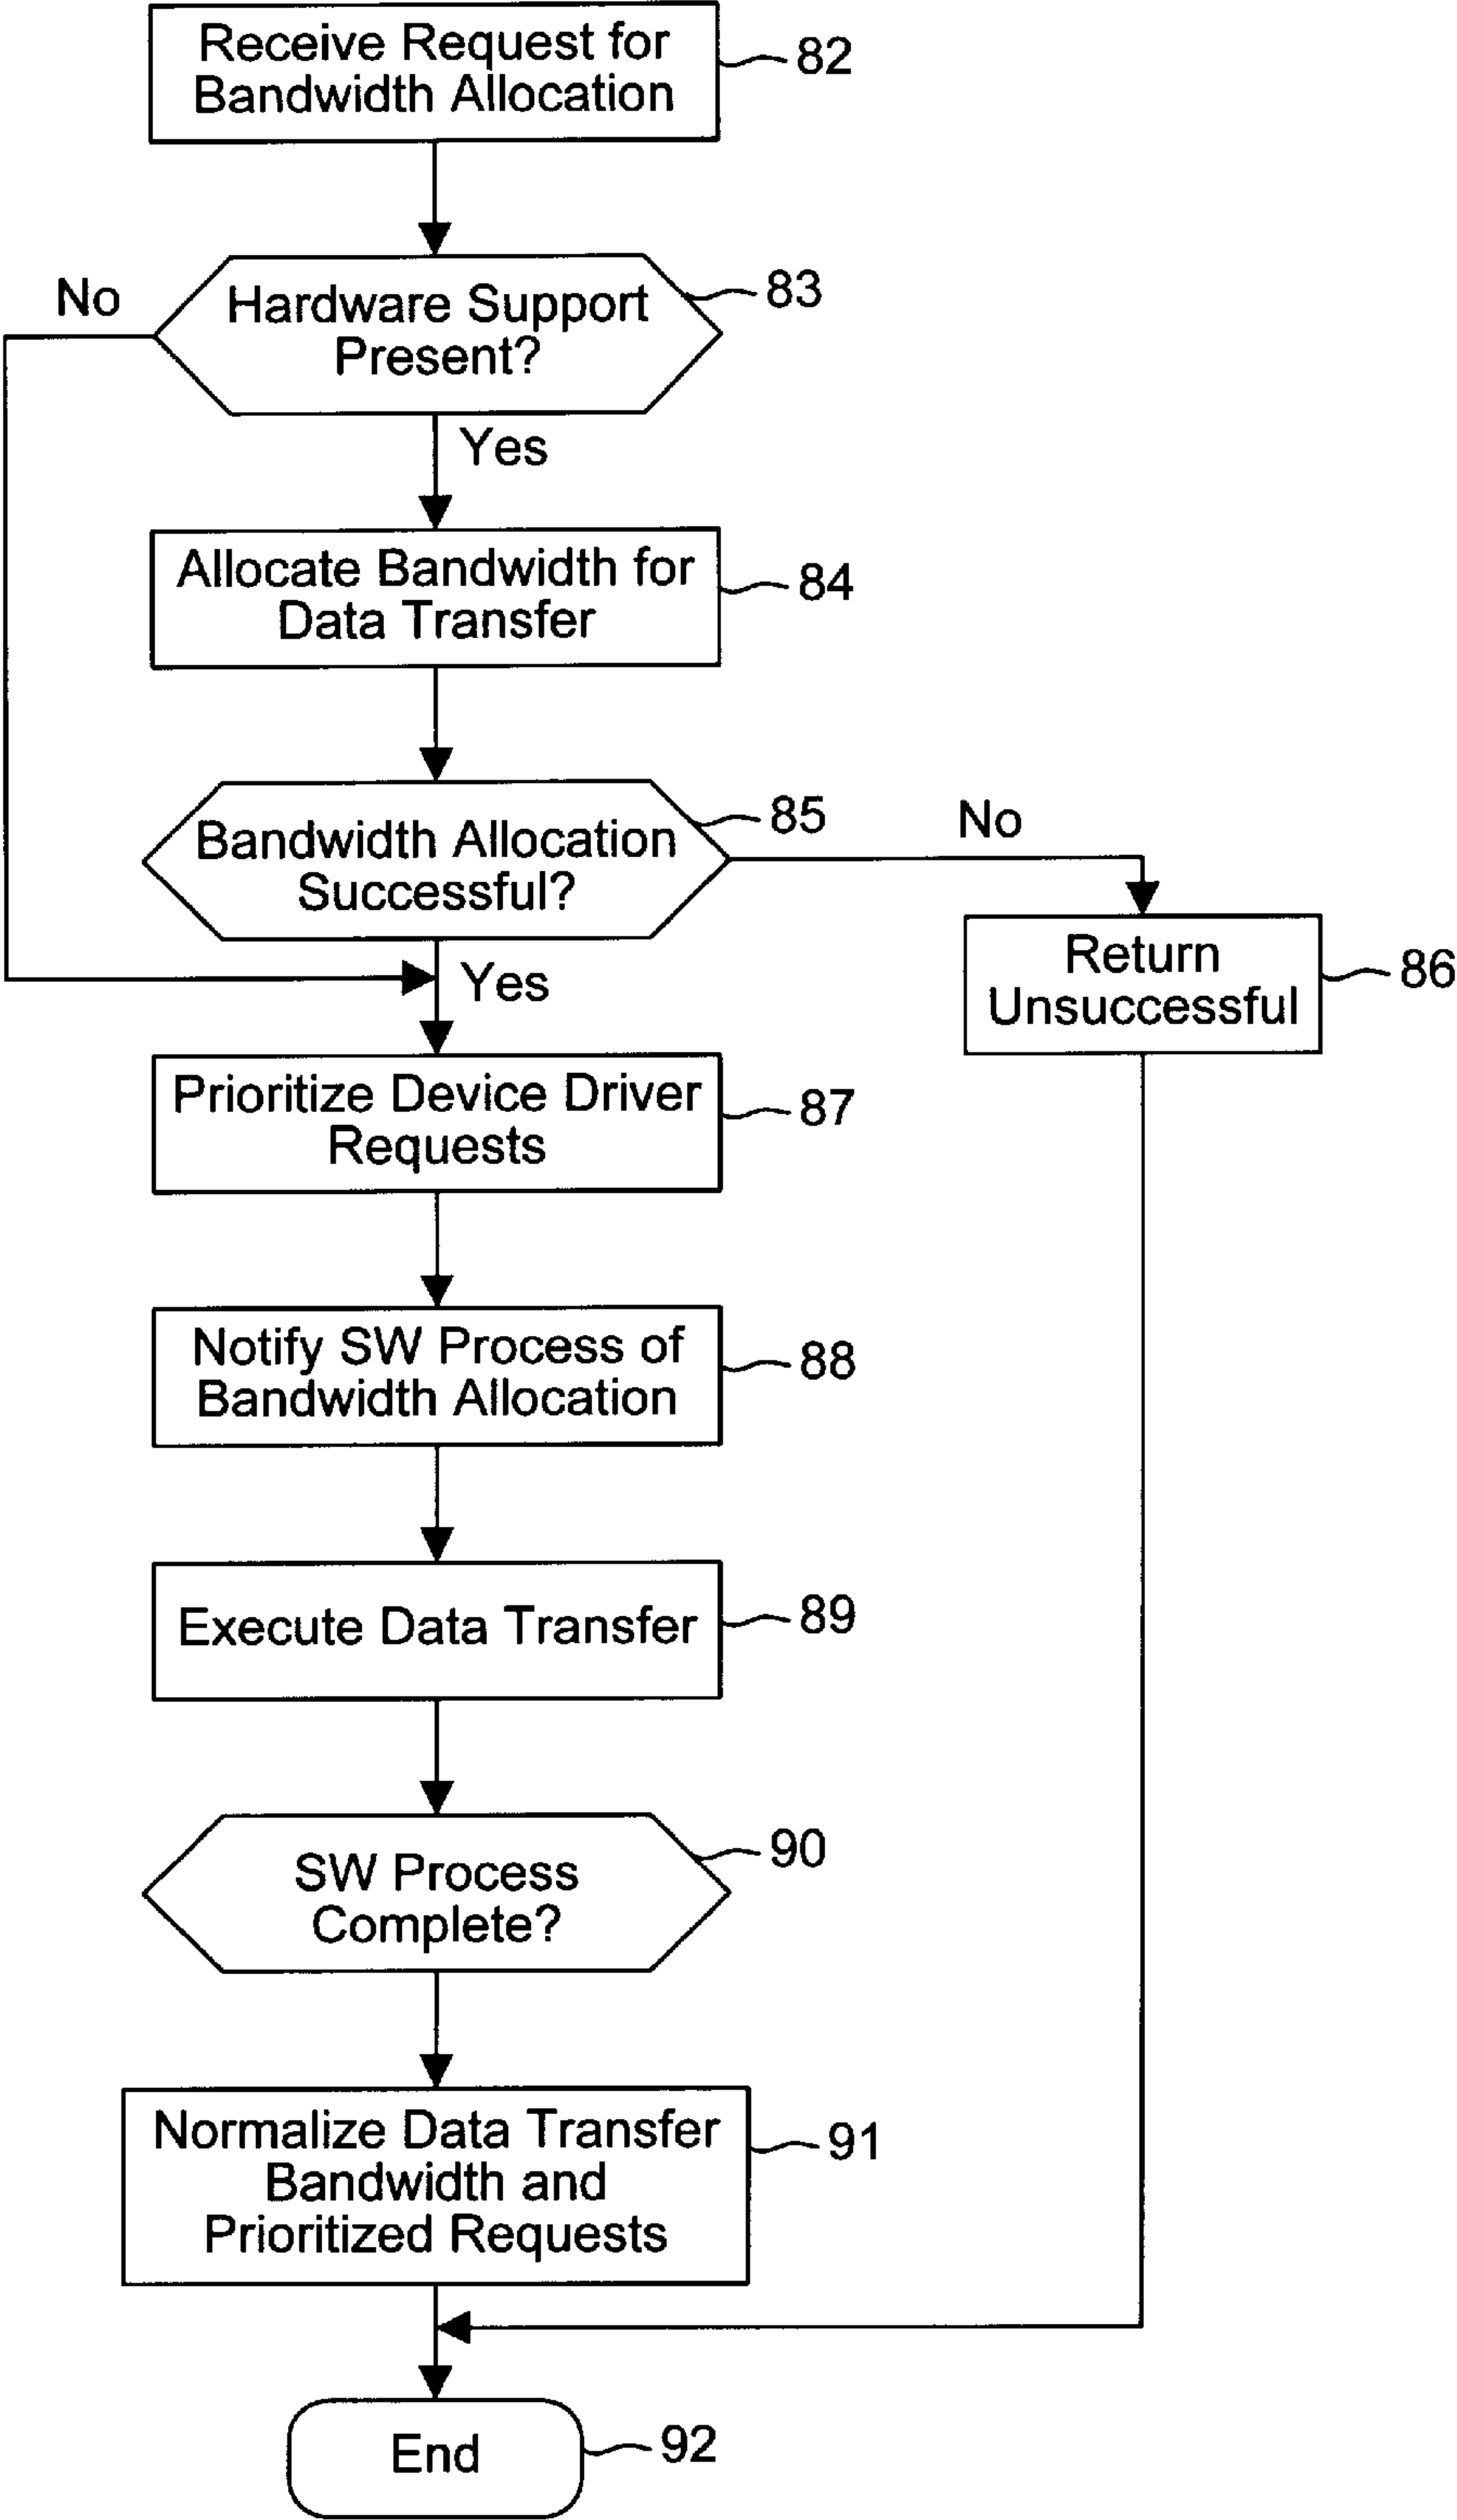 Receive Request for
Bandwidth Allocation
82
No
Hardware Support
Present?
83
Yes
Allocate Bandwidth for
Data Transfer
84
Bandwidth Allocation
Successful?
85
No
Yes
Return
Unsuccessful
86
Prioritize Device Driver
Requests
87
Notify SW Process of
Bandwidth Allocation
88
Execute Data Transfer
89
SW Process
Complete?
90
Normalize Data Transfer
Bandwidth and
Prioritized Requests
91
End
92